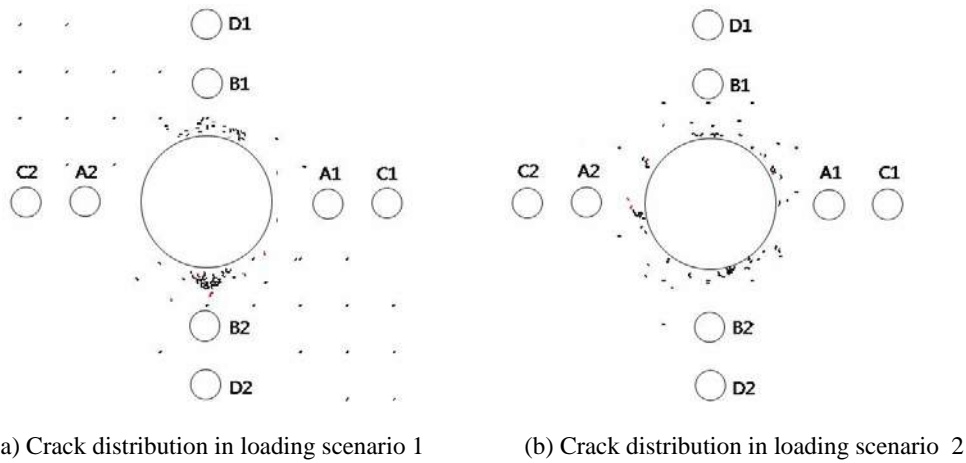 D1 D1
B1 B1
C2 A2 A1 C1 C2 A2 A1 C1
B2 B2
D2 D2
a) Crack distribution in loading scenario 1 (b) Crack distribution in loading scenario 2